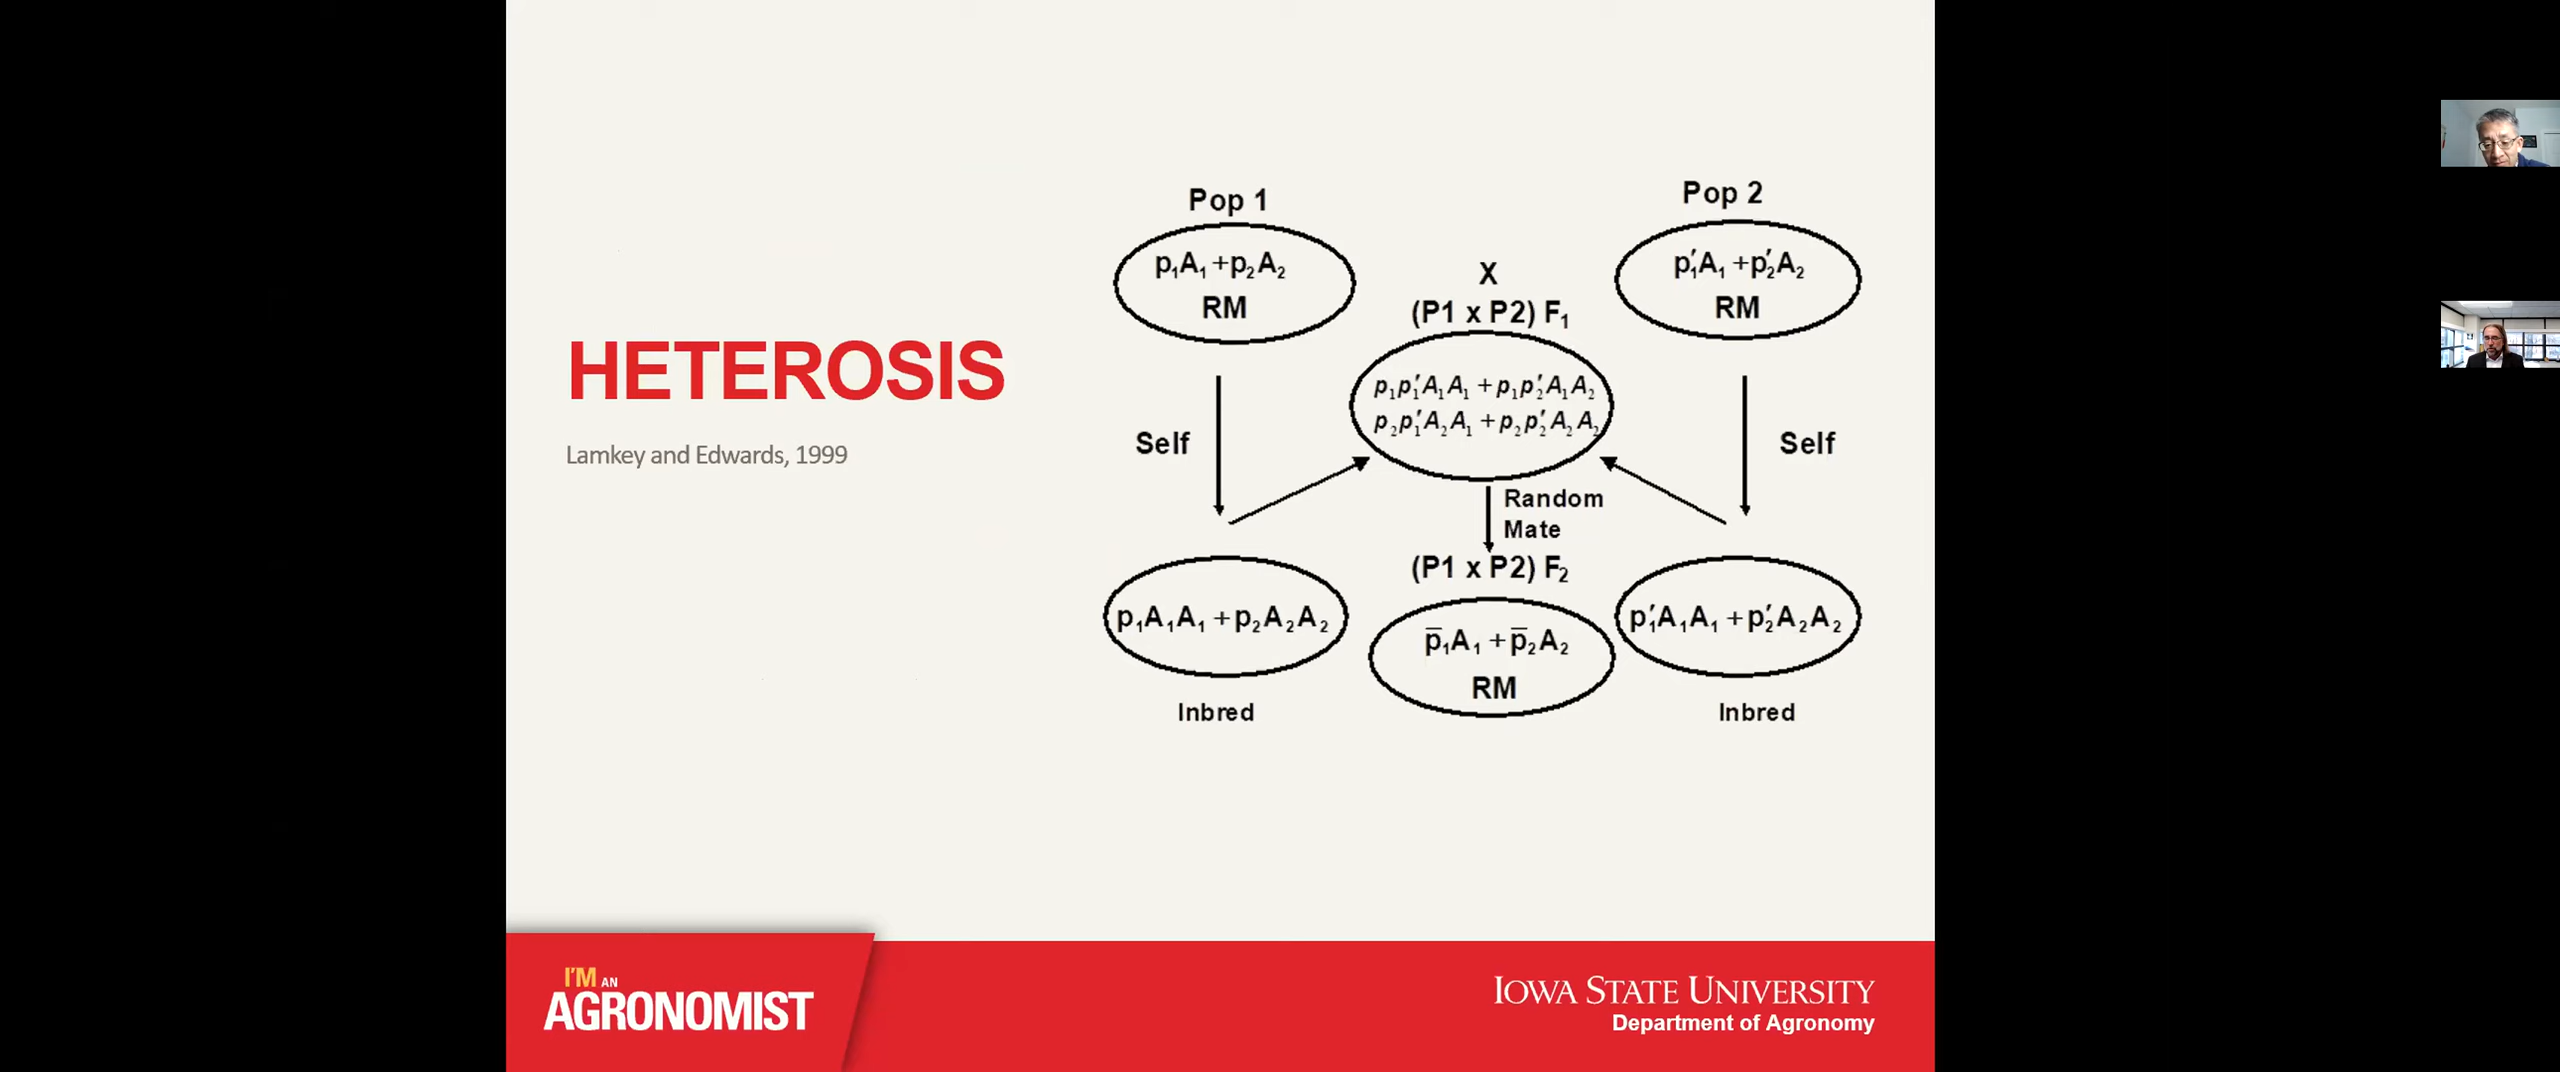 HETEROSIS
Lamkey and Edwards, 1999
Pop 1
p₁A₁ + p₂A₂
RM
Pop 2
p′₁A₁ + p′₂A₂
RM
X
(P1 x P2) F₁
p₁p′₁A₁A₁ + p₁p′₂A₁A₂
p₂p′₁A₂A₁ + p₂p′₂A₂A₂
Self
Self
Random
Mate
(P1 x P2) F₂
p₁A₁A₁ + p₂A₂A₂
Inbred
p̅₁A₁ + p̅₂A₂
RM
p′₁A₁A₁ + p′₂A₂A₂
Inbred
I'M AN
AGRONOMIST
IOWA STATE UNIVERSITY
Department of Agronomy